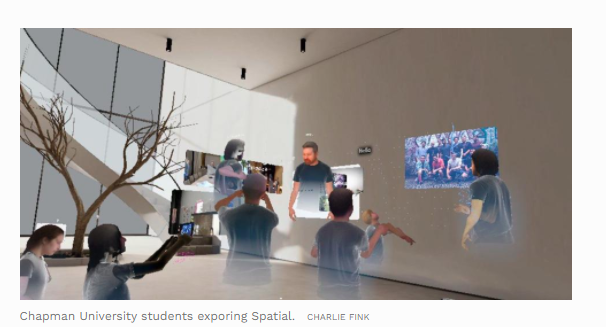 Chapman University students exporing Spatial. CHARLIE FINK